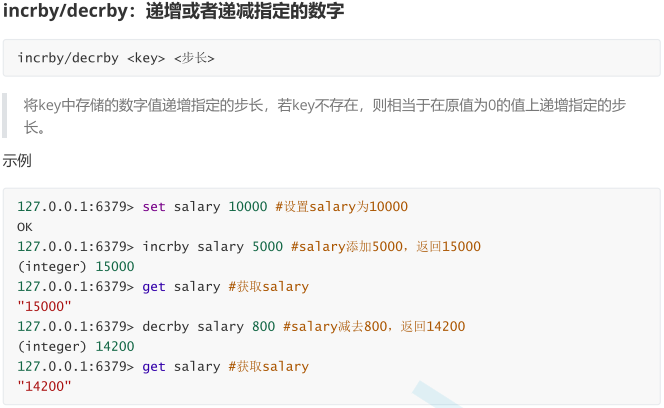 incrby/decrby：递增或者递减指定的数字
incrby/decrby <key> <步长>
将key中存储的数字值递增指定的步长，若key不存在，则相当于在原值为0的值上递增指定的步
长。
示例
127.0.0.1:6379> set salary 10000 #设置salary为10000
OK
127.0.0.1:6379> incrby salary 5000 #salary添加5000，返回15000
(integer) 15000
127.0.0.1:6379> get salary #获取salary
"15000"
127.0.0.1:6379> decrby salary 800 #salary减去800，返回14200
(integer) 14200
127.0.0.1:6379> get salary #获取salary
"14200"